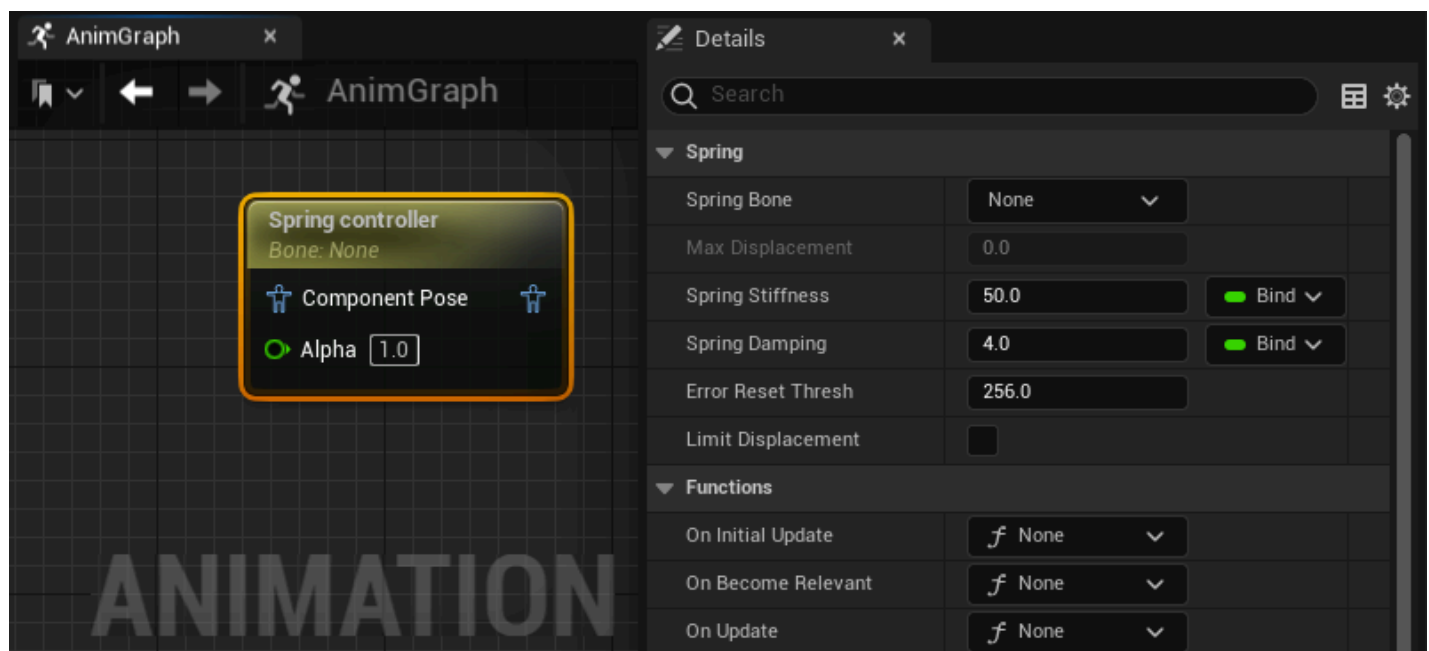 AnimGraph
AnimGraph
Spring controller
Bone: None
Component Pose
Alpha 1.0
ANIMATION
Details
Search
Spring
Spring Bone None
Max Displacement 0.0
Spring Stiffness 50.0 Bind
Spring Damping 4.0 Bind
Error Reset Thresh 256.0
Limit Displacement
Functions
On Initial Update f None
On Become Relevant f None
On Update f None